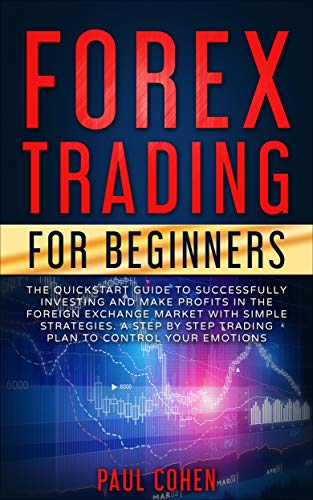 FOREX
TRADING
FOR BEGINNERS
THE QUICKSTART GUIDE TO SUCCESSFULLY
INVESTING AND MAKE PROFITS IN THE
FOREIGN EXCHANGE MARKET WITH SIMPLE
STRATEGIES. A STEP BY STEP TRADING
PLAN TO CONTROL YOUR EMOTIONS
PAUL COHEN